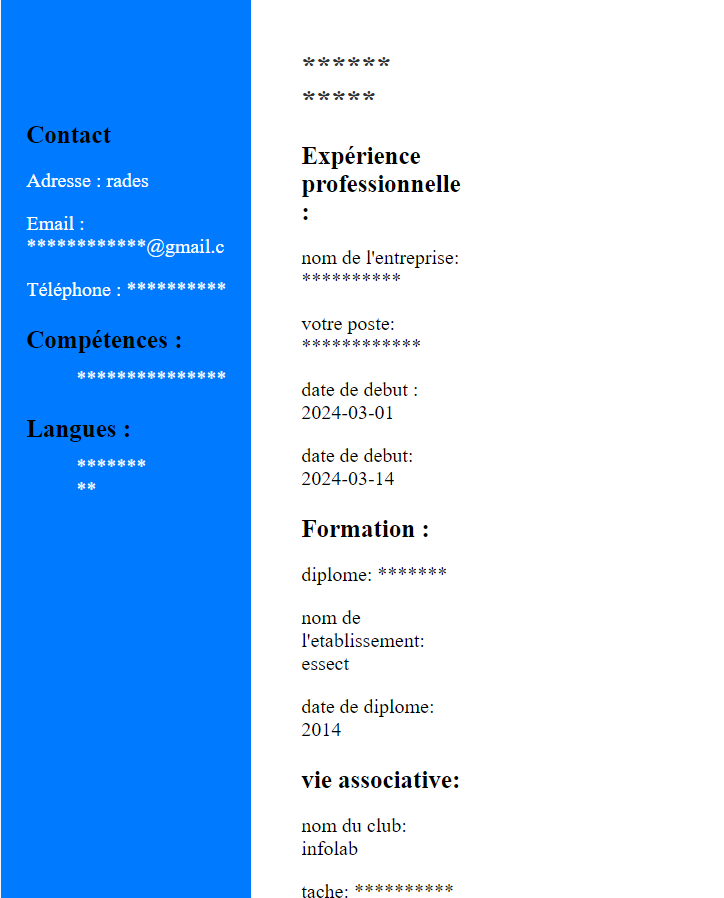 Contact
Adresse : rades
Email :
************@gmail.c
Téléphone : **********
Compétences :
***************
Langues :
*******
**
******
*****
Expérience
professionnelle
:
nom de l'entreprise:
**********
votre poste:
************
date de debut :
2024-03-01
date de debut:
2024-03-14
Formation :
diplome: *******
nom de
l'etablissement:
essect
date de diplome:
2014
vie associative:
nom du club:
infolab
tache: **********